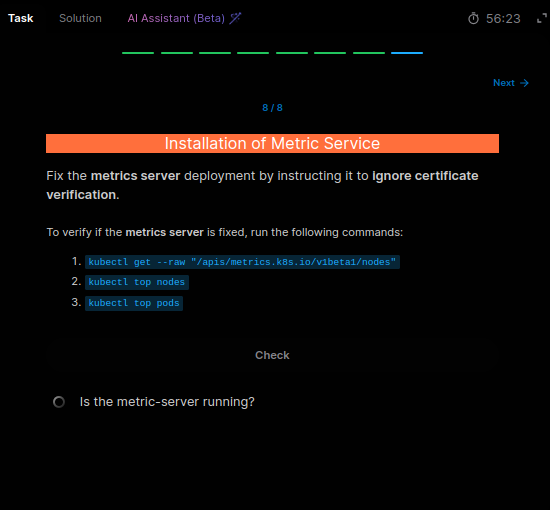 Task Solution AI Assistant (Beta) 56:23
Next →
8 / 8
Installation of Metric Service
Fix the metrics server deployment by instructing it to ignore certificate
verification.
To verify if the metrics server is fixed, run the following commands:
1. kubectl get --raw "/apis/metrics.k8s.io/v1beta1/nodes"
2. kubectl top nodes
3. kubectl top pods
Check
Is the metric-server running?